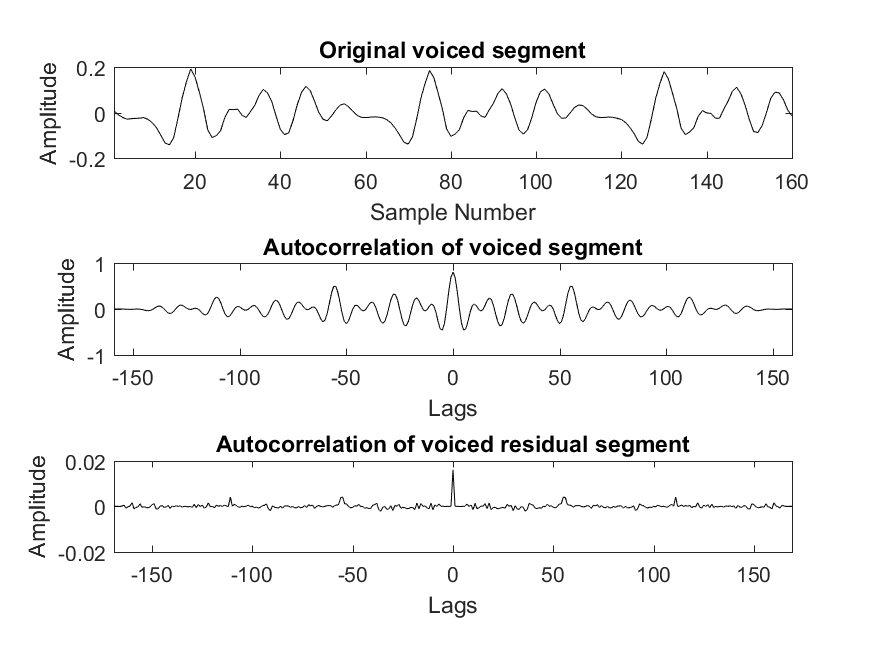 Original voiced segment
0.2
0
-0.2
Amplitude
20 40 60 80 100 120 140 160
Sample Number
Autocorrelation of voiced segment
1
0
-1
Amplitude
-150 -100 -50 0 50 100 150
Lags
Autocorrelation of voiced residual segment
0.02
0
-0.02
Amplitude
-150 -100 -50 0 50 100 150
Lags